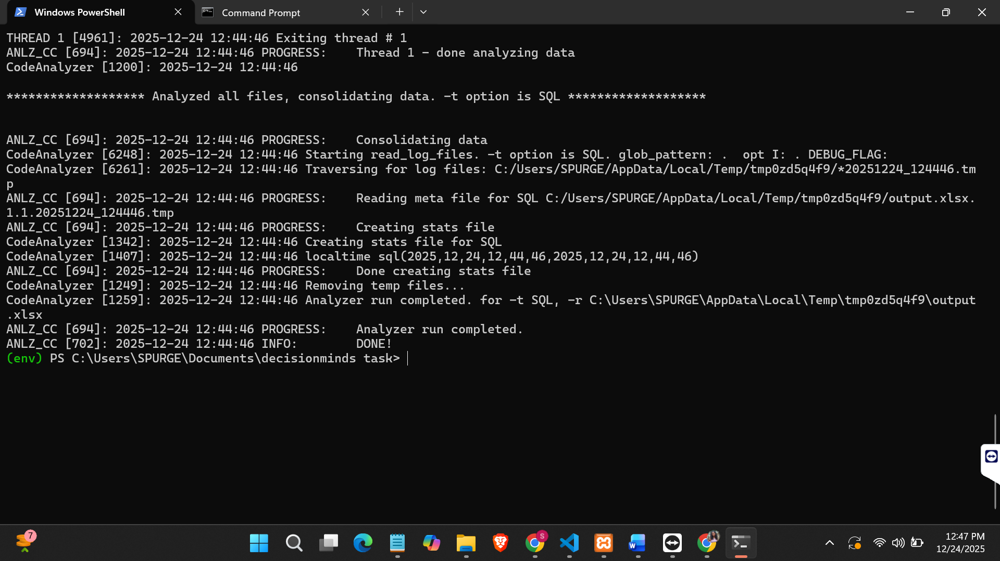 Windows PowerShell
Command Prompt
THREAD 1 [4961]: 2025-12-24 12:44:46 Exiting thread # 1
ANLZ_CC [694]: 2025-12-24 12:44:46 PROGRESS:    Thread 1 - done analyzing data
CodeAnalyzer [1200]: 2025-12-24 12:44:46
******************* Analyzed all files, consolidating data. -t option is SQL *******************
ANLZ_CC [694]: 2025-12-24 12:44:46 PROGRESS:    Consolidating data
CodeAnalyzer [6248]: 2025-12-24 12:44:46 Starting read_log_files. -t option is SQL. glob_pattern: .  opt I: . DEBUG_FLAG:
CodeAnalyzer [6261]: 2025-12-24 12:44:46 Traversing for log files: C:/Users/SPURGE/AppData/Local/Temp/tmp0zd5q4f9/*20251224_124446.tm
p
ANLZ_CC [694]: 2025-12-24 12:44:46 PROGRESS:    Reading meta file for SQL C:/Users/SPURGE/AppData/Local/Temp/tmp0zd5q4f9/output.xlsx.
1.1.20251224_124446.tmp
ANLZ_CC [694]: 2025-12-24 12:44:46 PROGRESS:    Creating stats file
CodeAnalyzer [1342]: 2025-12-24 12:44:46 Creating stats file for SQL
CodeAnalyzer [1407]: 2025-12-24 12:44:46 localtime sql(2025,12,24,12,44,46,2025,12,24,12,44,46)
ANLZ_CC [694]: 2025-12-24 12:44:46 PROGRESS:    Done creating stats file
CodeAnalyzer [1249]: 2025-12-24 12:44:46 Removing temp files...
CodeAnalyzer [1259]: 2025-12-24 12:44:46 Analyzer run completed. for -t SQL, -r C:\Users\SPURGE\AppData\Local\Temp\tmp0zd5q4f9\output
.xlsx
ANLZ_CC [694]: 2025-12-24 12:44:46 PROGRESS:    Analyzer run completed.
ANLZ_CC [702]: 2025-12-24 12:44:46 INFO:        DONE!
(env) PS C:\Users\SPURGE\Documents\decisionminds task>
7
S
W
12:47 PM
12/24/2025